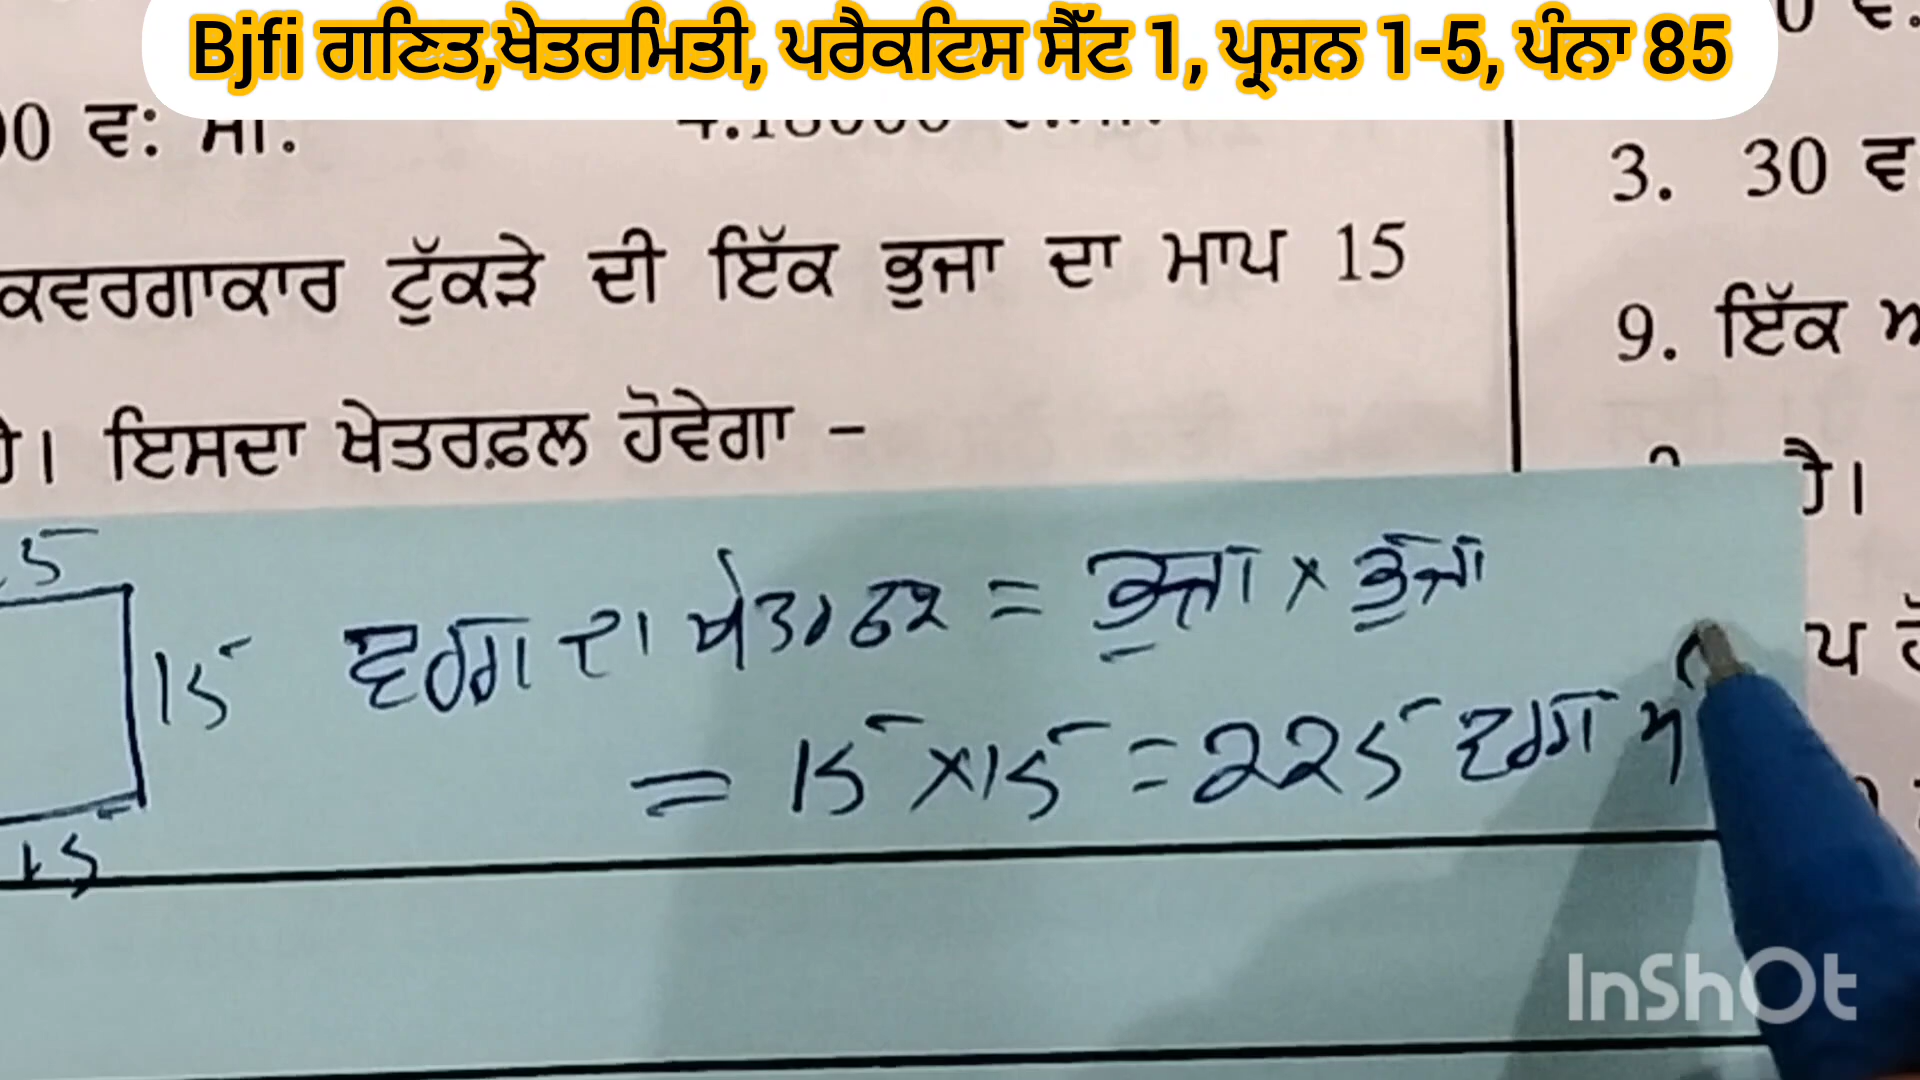 Bjfi ਗਣਿਤ,ਖੇਤਰਮਿਤੀ, ਪਰੈਕਟਿਸ ਸੈੱਟ 1, ਪ੍ਰਸ਼ਨ 1-5, ਪੰਨਾ 85
00 ਵ: ਸੀ.
ਕਵਰਗਾਕਾਰ ਟੁੱਕੜੇ ਦੀ ਇੱਕ ਭੁਜਾ ਦਾ ਮਾਪ 15
ਹੈ। ਇਸਦਾ ਖੇਤਰਫ਼ਲ ਹੋਵੇਗਾ –
3. 30 ਵ
9. ਇੱਕ
ਹੈ।
15
15 ਵਰਗ ਦਾ ਖੇਤਰਫਲ = ਭੁਜਾ × ਭੁਜਾ
= 15 × 15 = 225 ਵਰਗ ਮੀ
15
InShOt